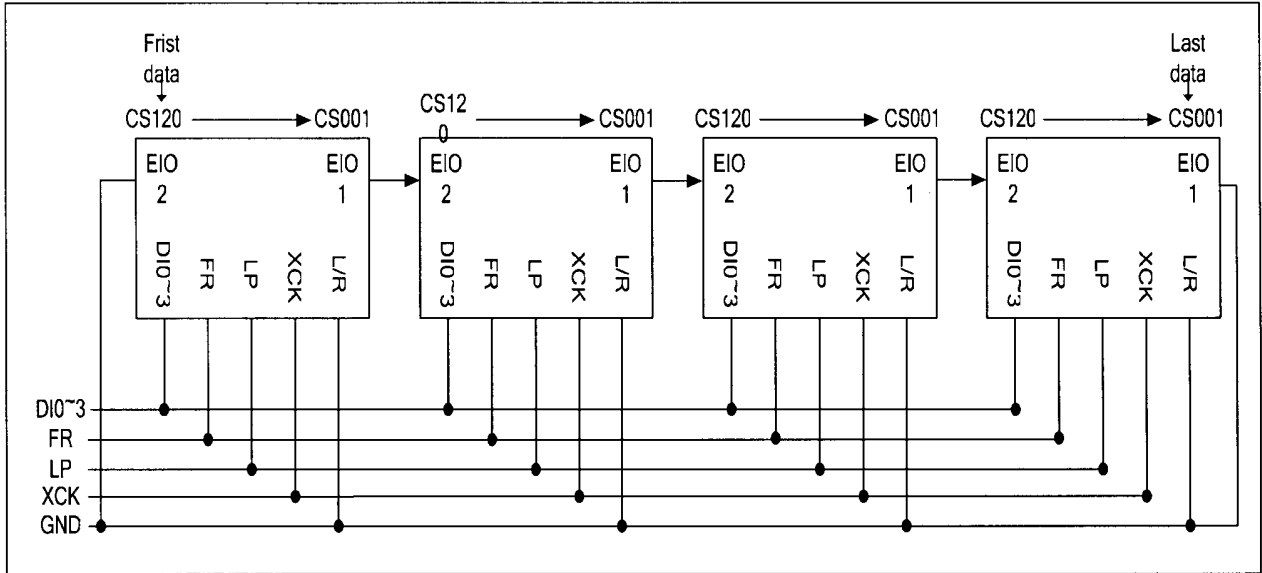 Frist
data
CS120
CS001
CS12
0
CS001
CS120
CS001
CS120
Last
data
CS001
EIO
2
EIO
1
DI0~3
FR
LP
XCK
L/R
EIO
2
EIO
1
DI0~3
FR
LP
XCK
L/R
EIO
2
EIO
1
DI0~3
FR
LP
XCK
L/R
EIO
2
EIO
1
DI0~3
FR
LP
XCK
L/R
DI0~3
FR
LP
XCK
GND